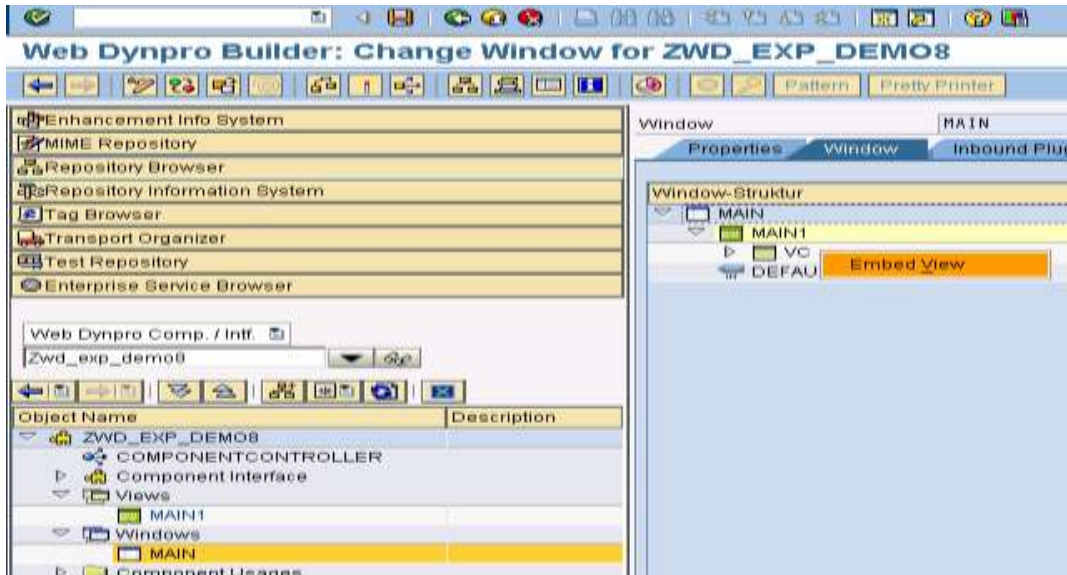 Web Dynpro Builder: Change Window for ZWD_EXP_DEMO8
Pattern
Pretty Printer
Enhancement Info System
MIME Repository
Repository Browser
Repository Information System
Tag Browser
Transport Organizer
Test Repository
Enterprise Service Browser
Web Dynpro Comp. / Intf.
Zwd_exp_demo8
Object Name
Description
ZWD_EXP_DEMO8
COMPONENTCONTROLLER
Component Interface
Views
MAIN1
Windows
MAIN
Component Usages
Window
MAIN
Properties
Window
Inbound Plug
Window-Struktur
MAIN
MAIN1
VC
DEFAU
Embed View